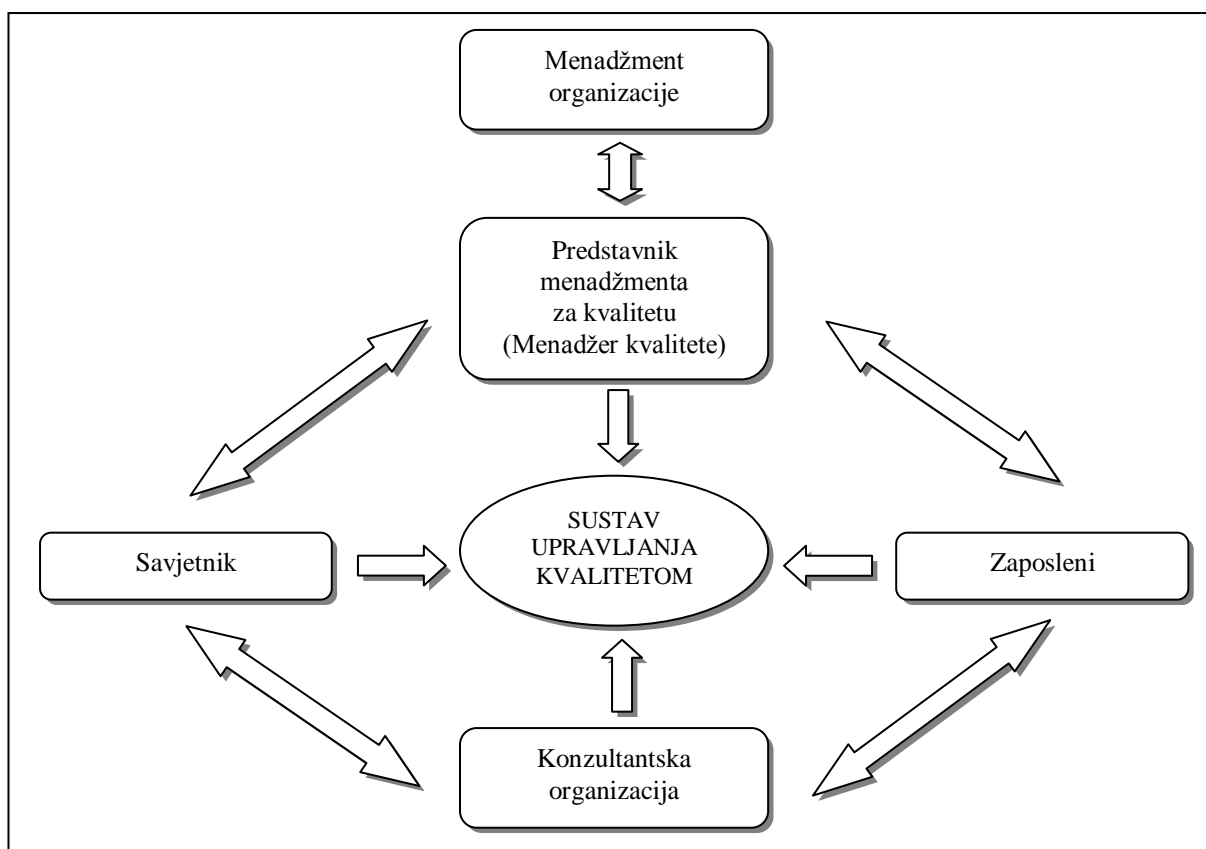 Menadžment
organizacije
Predstavnik
menadžmenta
za kvalitetu
(Menadžer kvalitete)
SUSTAV
UPRAVLJANJA
KVALITETOM
Savjetnik
Zaposleni
Konzultantska
organizacija